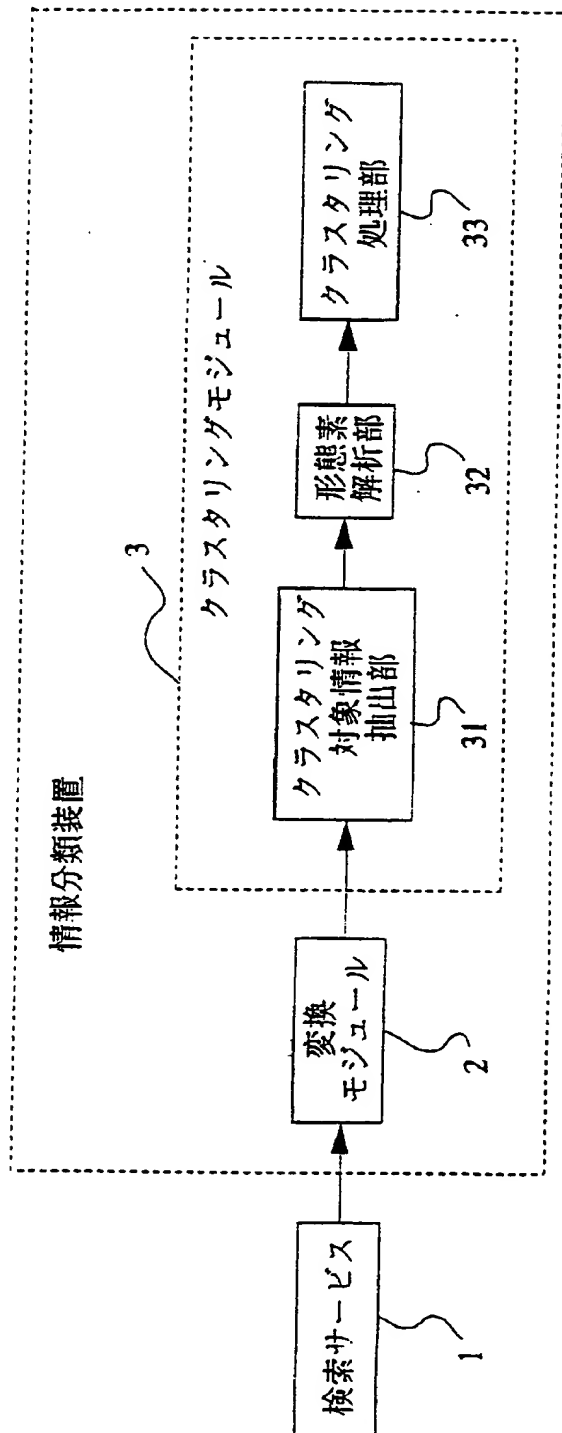 情報分類装置
3
クラスタリングモジュール
検索サービス
1
変換
モジュール
2
クラスタリング
対象情報
抽出部
31
形態素
解析部
32
クラスタリング
処理部
33